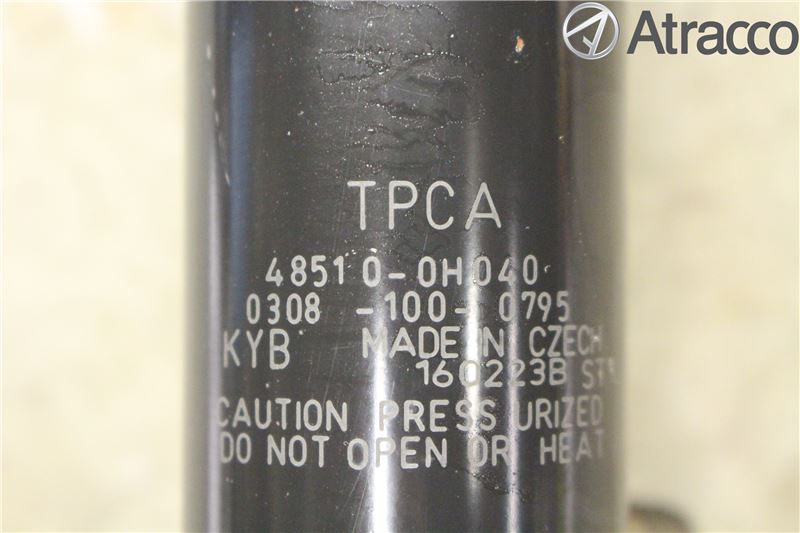 Atracco
TPCA
48510-0H040
0308 -100- 0795
KYB MADE IN CZECH
160223B
CAUTION PRESSURIZED
DO NOT OPEN OR HEAT